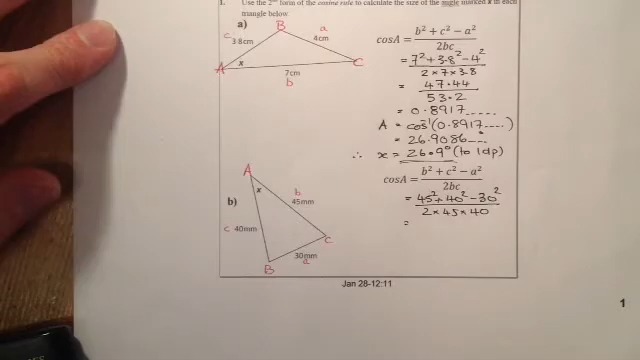 1. Use the 2nd form of the cosine rule to calculate the size of the angle marked x in each
triangle below.
a)
B
c
3.8cm
a
4cm
A
x
C
7cm
b
cosA = b² + c² − a² / 2bc
= 7² + 3.8² − 4² / 2 × 7 × 3.8
= 47.44 / 53.2
= 0.8917.....
A = cos⁻¹(0.8917....)
= 26.9086...°
∴ x = 26.9° (to 1dp)
b)
A
x
b
45mm
c 40mm
C
30mm
a
B
cosA = b² + c² − a² / 2bc
= 45² + 40² − 30² / 2 × 45 × 40
=
Jan 28-12:11
1